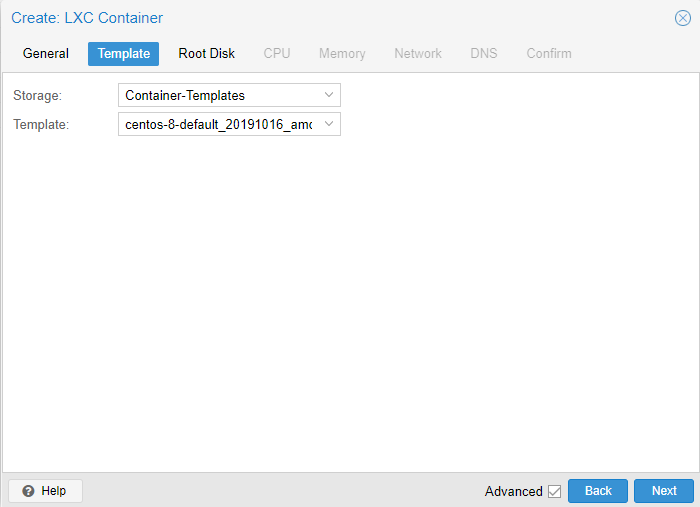 Create: LXC Container
General Template Root Disk CPU Memory Network DNS Confirm
Storage: Container-Templates
Template: centos-8-default_20191016_amd
Help Advanced Back Next